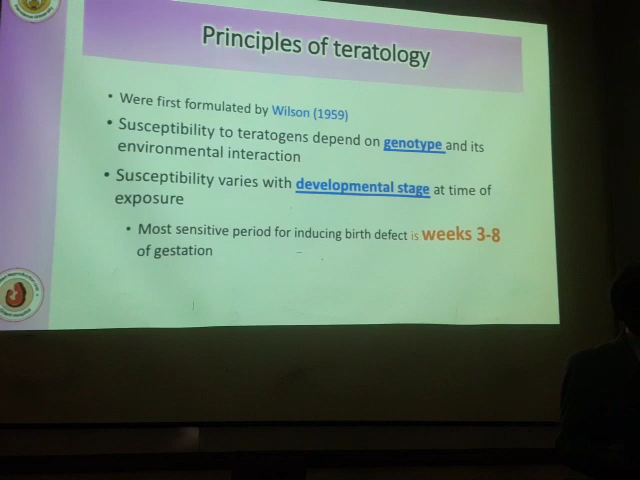 Principles of teratology
• Were first formulated by Wilson (1959)
• Susceptibility to teratogens depend on genotype and its
environmental interaction
• Susceptibility varies with developmental stage at time of
exposure
• Most sensitive period for inducing birth defect is weeks 3-8
of gestation